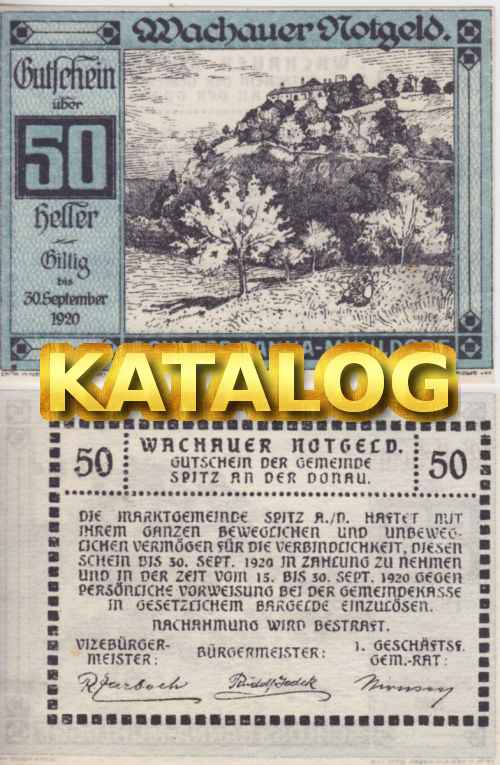 Wachauer Notgeld.
Gutschein
über
50
Heller
Giltig
bis
30. September
1920
KATALOG
50
WACHAUER NOTGELD.
GUTSCHEIN DER GEMEINDE
SPITZ AN DER DONAU.
50
DIE MARKTGEMEINDE SPITZ A./D. HAFTET MIT
IHREM GANZEN BEWEGLICHEN UND UNBEWEG-
LICHEN VERMÖGEN FÜR DIE VERBINDLICHKEIT, DIESEN
SCHEIN BIS 30. SEPT. 1920 IN ZAHLUNG ZU NEHMEN
UND IN DER ZEIT VOM 15. BIS 30. SEPT. 1920 GEGEN
PERSÖNLICHE VORWEISUNG BEI DER GEMEINDEKASSE
IN GESETZLICHEM BARGELDE EINZULÖSEN.
NACHAHMUNG WIRD BESTRAFT.
VIZEBÜRGER-
MEISTER:
BÜRGERMEISTER:
1. GESCHÄFTSF.
GEM.-RAT: